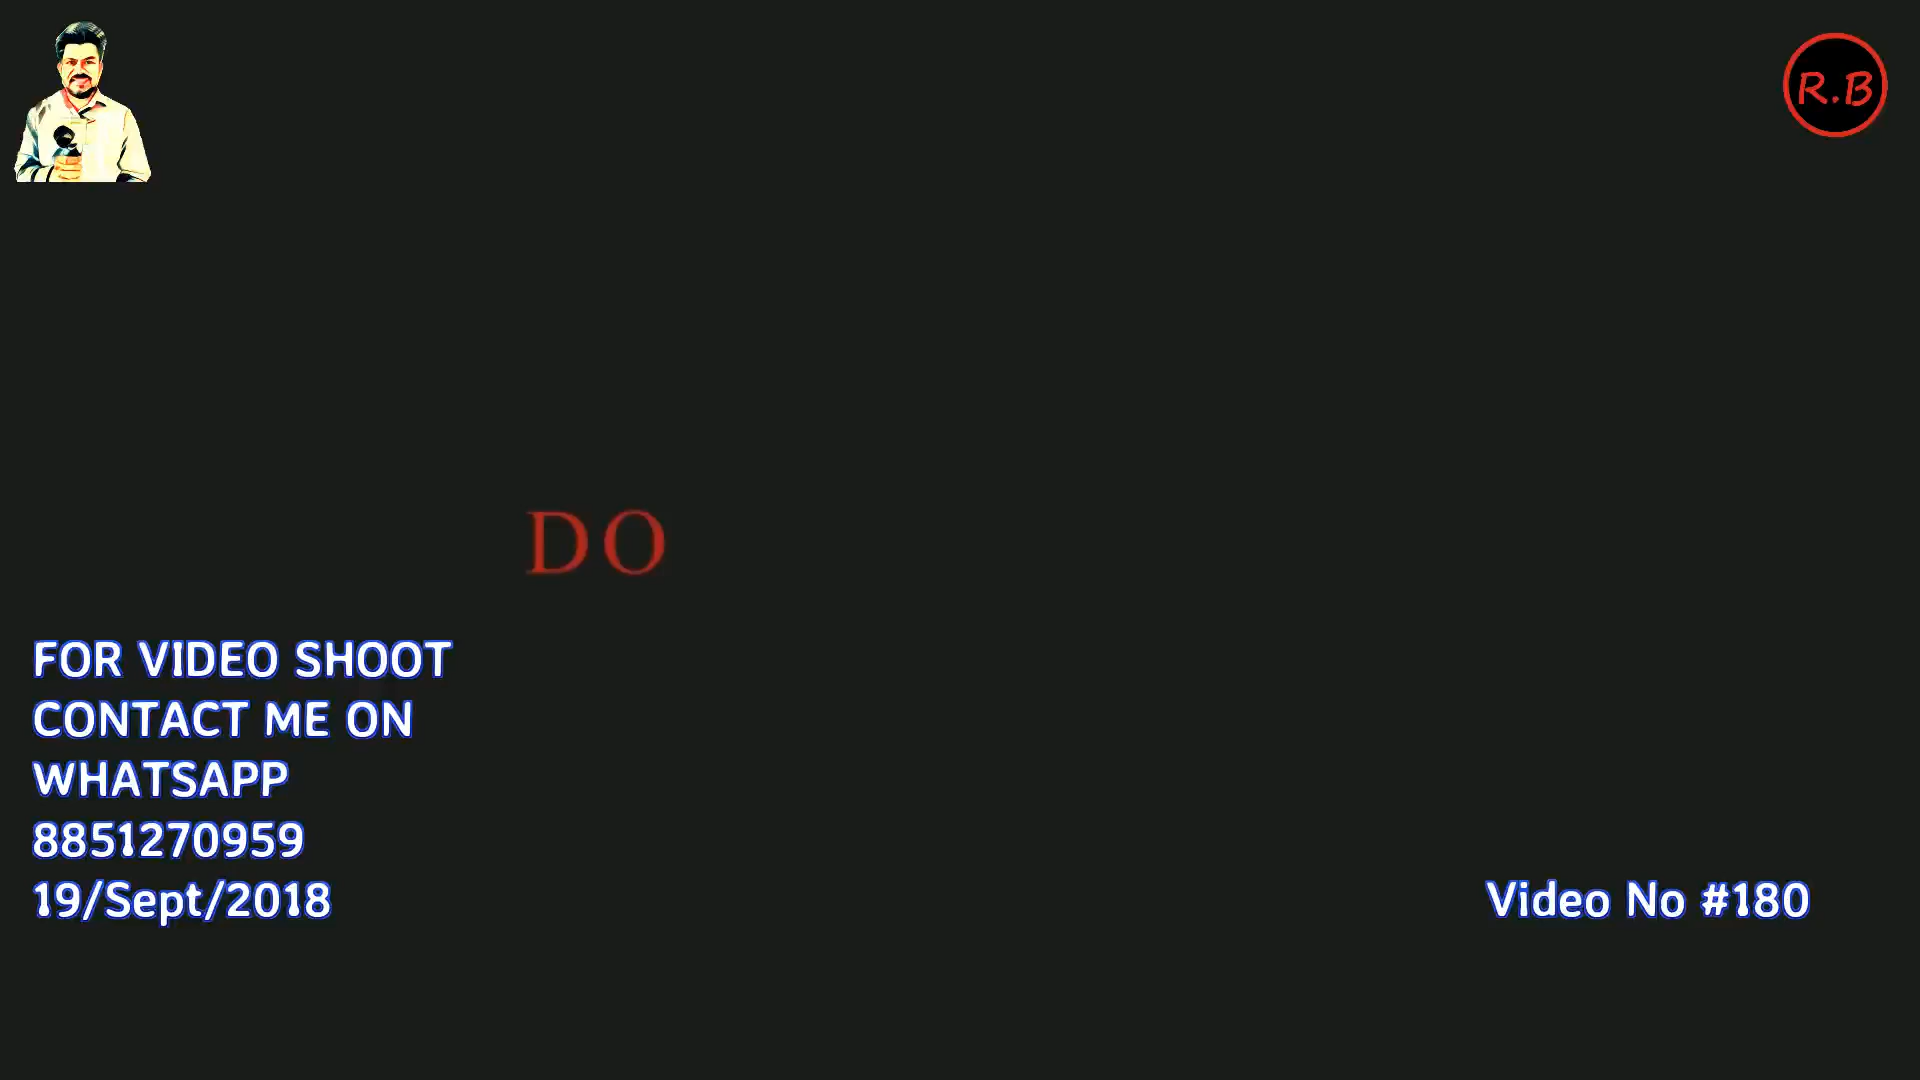 R.B
DO
FOR VIDEO SHOOT
CONTACT ME ON
WHATSAPP
8851270959
19/Sept/2018
Video No #180